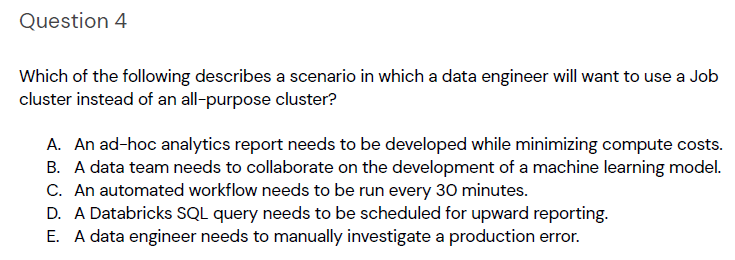 Question 4
Which of the following describes a scenario in which a data engineer will want to use a Job
cluster instead of an all-purpose cluster?
A. An ad-hoc analytics report needs to be developed while minimizing compute costs.
B. A data team needs to collaborate on the development of a machine learning model.
C. An automated workflow needs to be run every 30 minutes.
D. A Databricks SQL query needs to be scheduled for upward reporting.
E. A data engineer needs to manually investigate a production error.